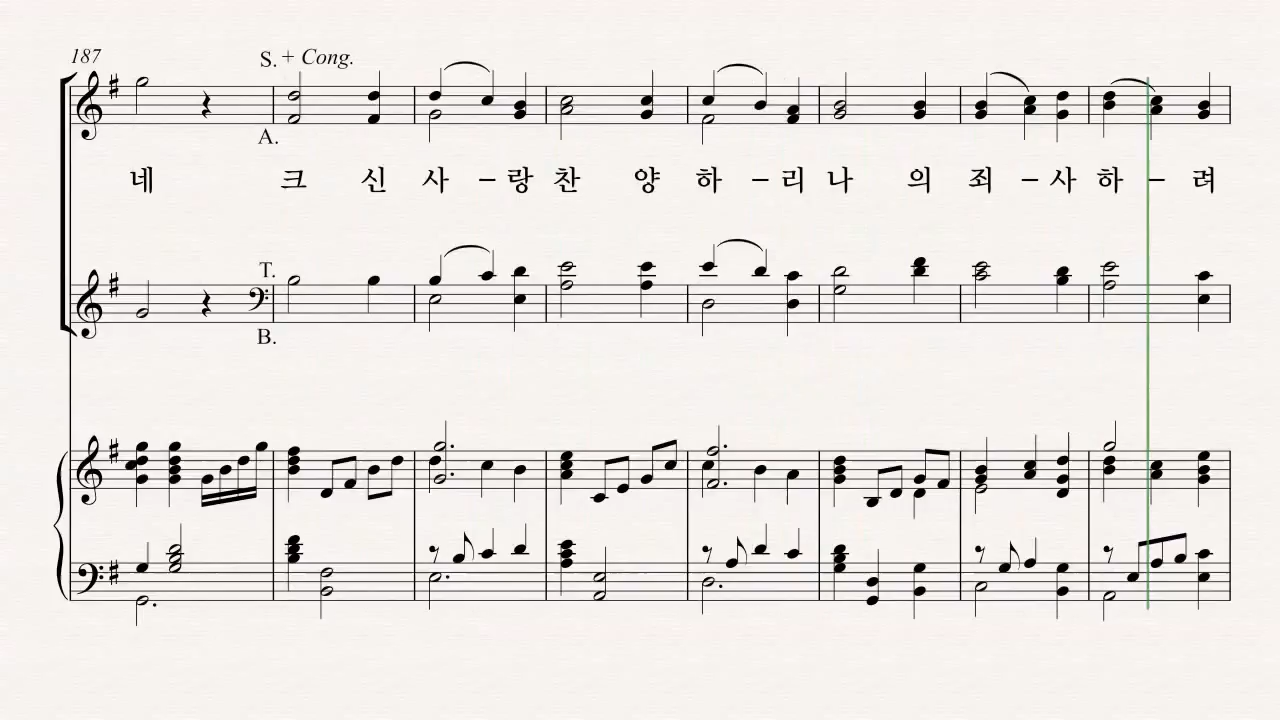 187
S. + Cong.
A.
네 크 신 사 – 랑 찬 양 하 – 리 나 의 죄 – 사 하 – 려
T.
B.